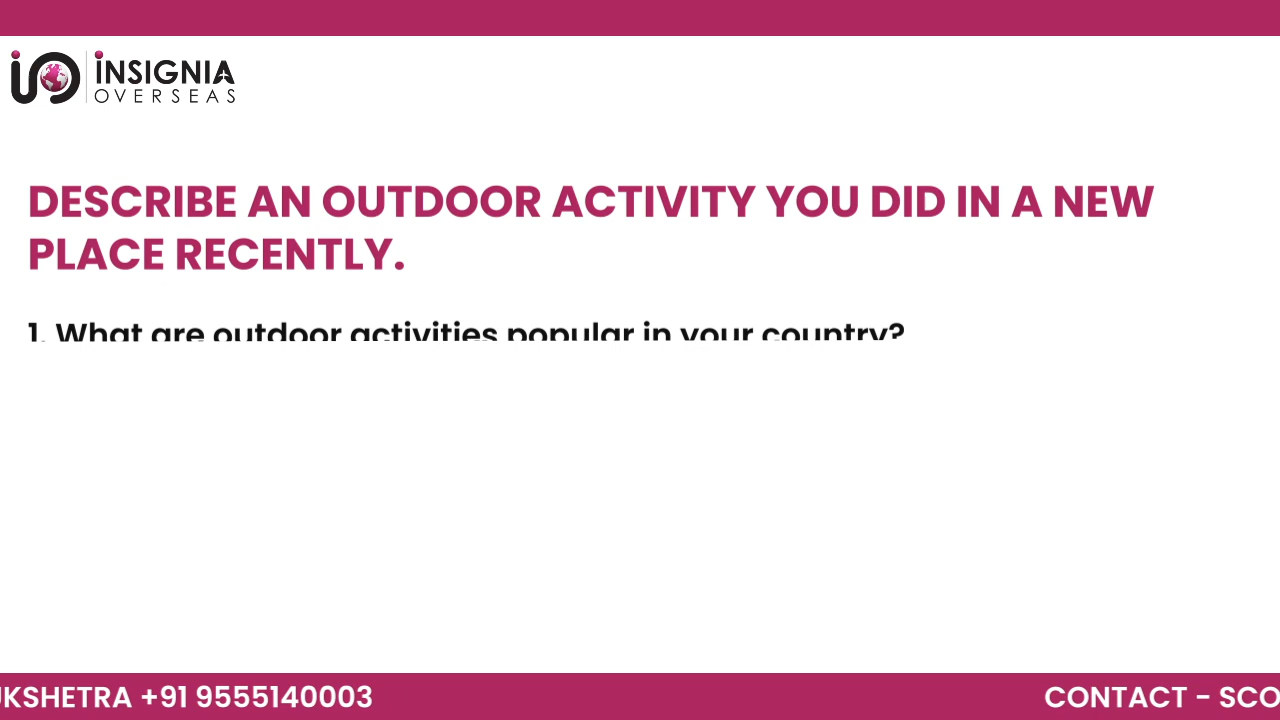 INSIGNIA
OVERSEAS
DESCRIBE AN OUTDOOR ACTIVITY YOU DID IN A NEW
PLACE RECENTLY.
1. What are outdoor activities popular in your country?
UKSHETRA +91 9555140003
CONTACT - SCO